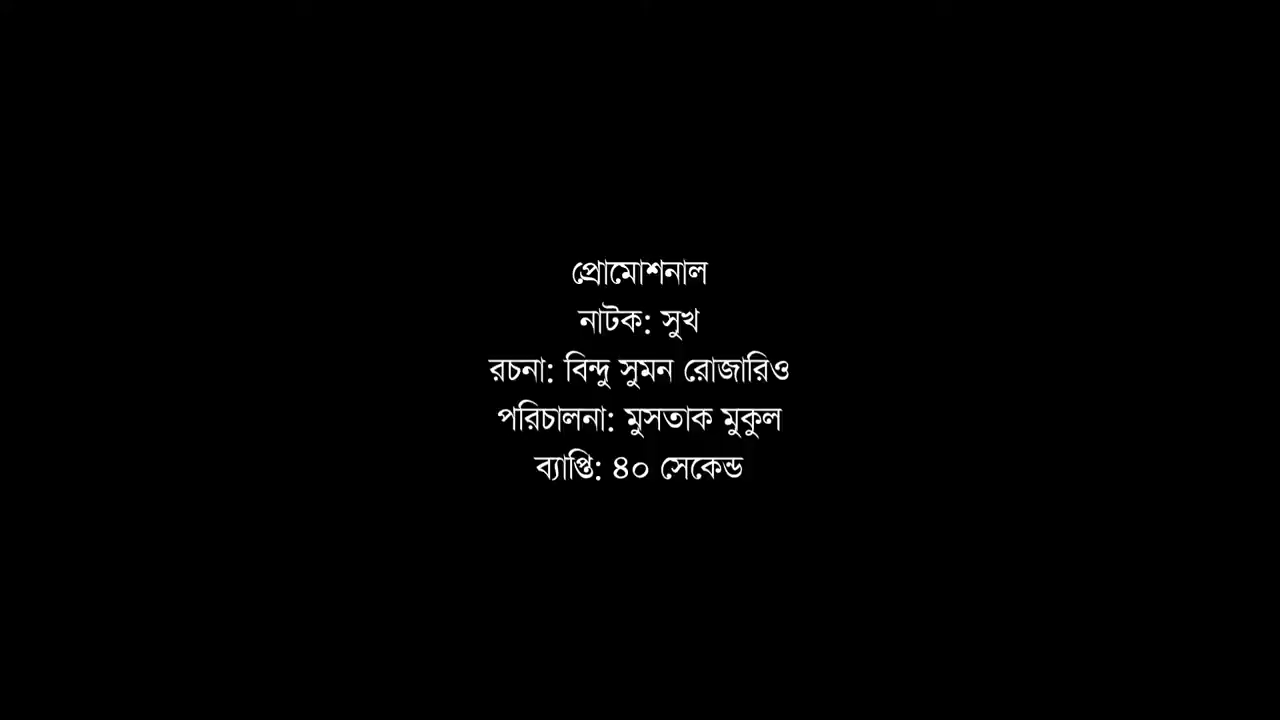 প্রোমোশনাল
নাটক: সুখ
রচনা: বিন্দু সুমন রোজারিও
পরিচালনা: মুসতাক মুকুল
ব্যাপ্তি: ৪০ সেকেন্ড